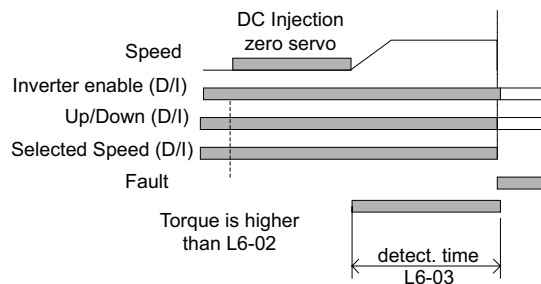 DC Injection
zero servo
Speed
Inverter enable (D/I)
Up/Down (D/I)
Selected Speed (D/I)
Fault
Torque is higher
than L6-02
detect. time
L6-03